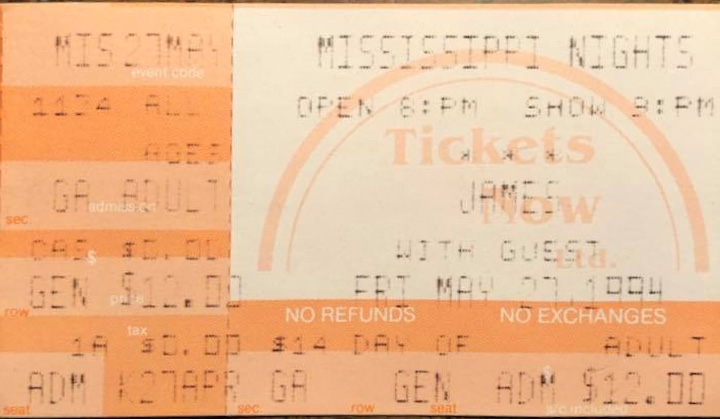 MIS27MAY MISSISSIPPI NIGHTS
event code
1134 ALL OPEN 8:PM SHOW 9:PM
AGES
Tickets
* * *
GA ADULT JAMES
admission Now
sec
CAS $0.00 WITH GUEST
$ Ltd.
GEN $12.00 FRI MAY 27,1994
price
row NO REFUNDS NO EXCHANGES
tax
1A $0.00 $14 DAY OF ADULT
ADM K27APR GA GEN ADM $12.00
seat sec row seat